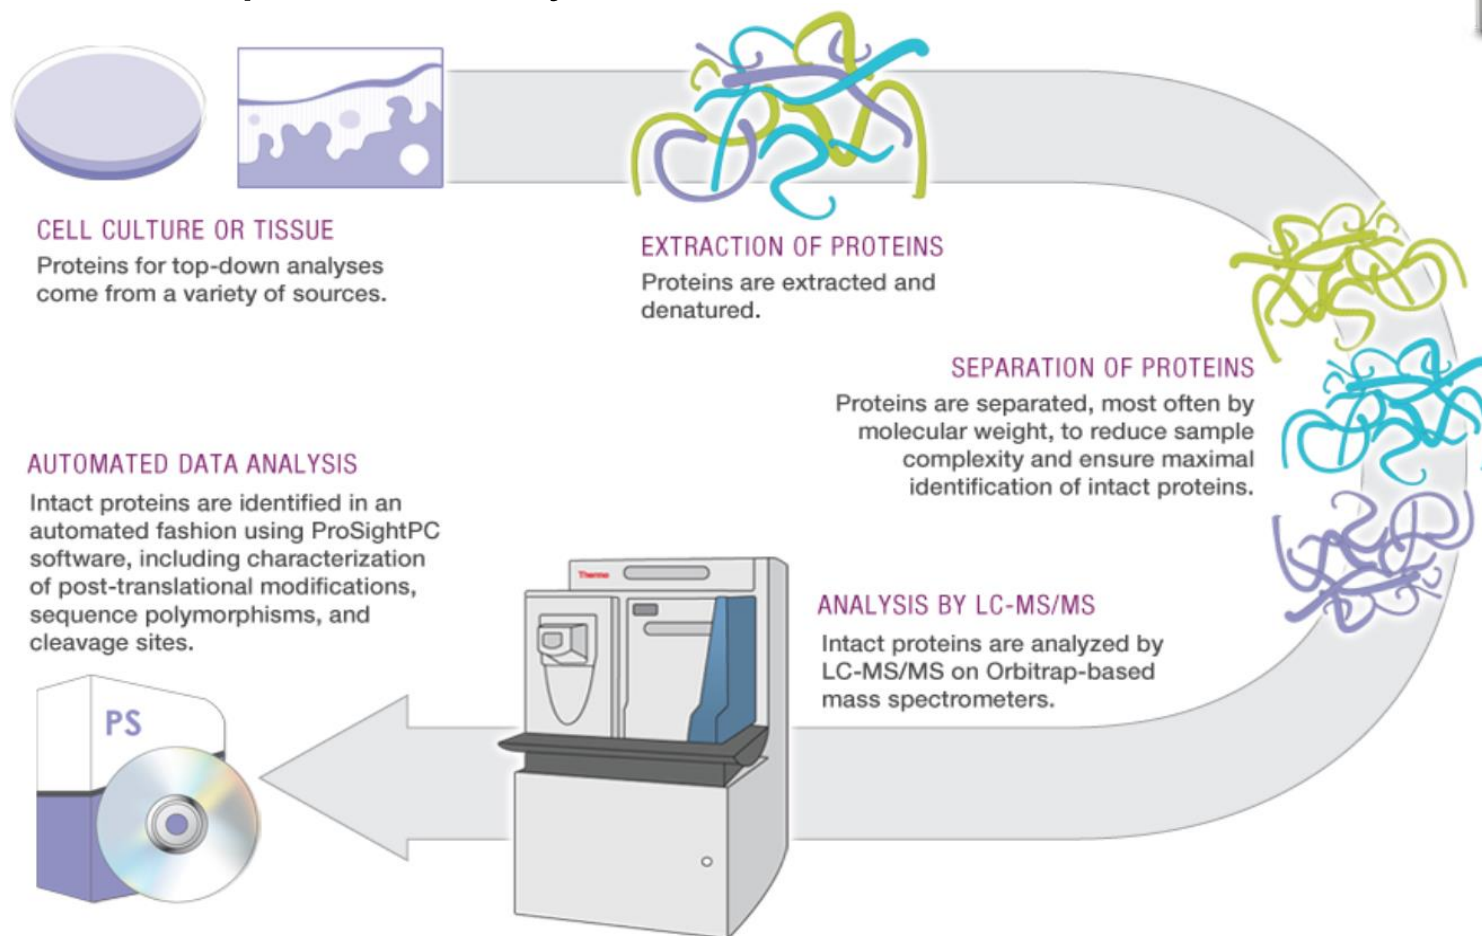 CELL CULTURE OR TISSUE
Proteins for top-down analyses
come from a variety of sources.
EXTRACTION OF PROTEINS
Proteins are extracted and
denatured.
SEPARATION OF PROTEINS
Proteins are separated, most often by
molecular weight, to reduce sample
complexity and ensure maximal
identification of intact proteins.
ANALYSIS BY LC-MS/MS
Intact proteins are analyzed by
LC-MS/MS on Orbitrap-based
mass spectrometers.
Thermo
AUTOMATED DATA ANALYSIS
Intact proteins are identified in an
automated fashion using ProSightPC
software, including characterization
of post-translational modifications,
sequence polymorphisms, and
cleavage sites.
PS